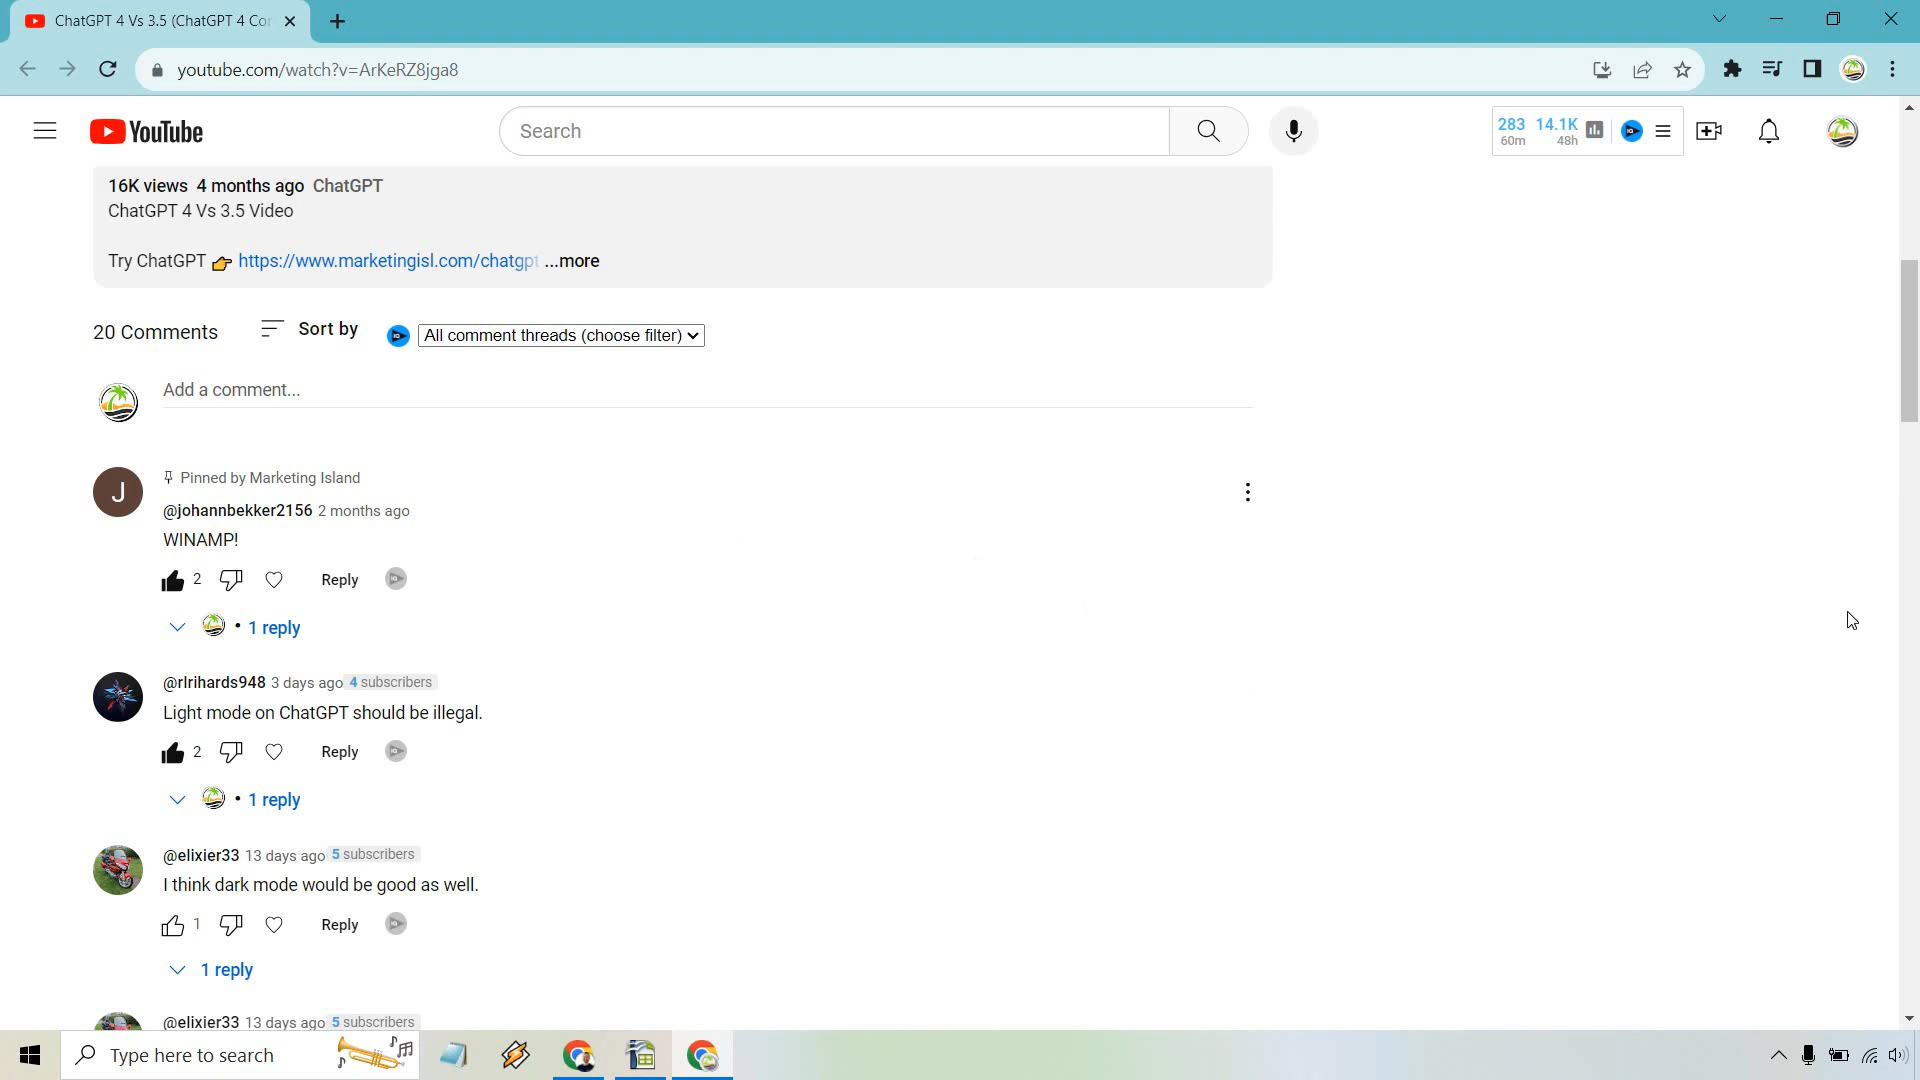 ChatGPT 4 Vs 3.5 (ChatGPT 4 Co
youtube.com/watch?v=ArKeRZ8jga8
YouTube
Search
283 14.1K
60m 48h
16K views 4 months ago ChatGPT
ChatGPT 4 Vs 3.5 Video
Try ChatGPT 👉 https://www.marketingisl.com/chatgpt ...more
20 Comments Sort by All comment threads (choose filter)
Add a comment...
J
Pinned by Marketing Island
@johannbekker2156 2 months ago
WINAMP!
2 Reply
• 1 reply
@rlrihards948 3 days ago 4 subscribers
Light mode on ChatGPT should be illegal.
2 Reply
• 1 reply
@elixier33 13 days ago 5 subscribers
I think dark mode would be good as well.
1 Reply
1 reply
@elixier33 13 days ago 5 subscribers
Type here to search